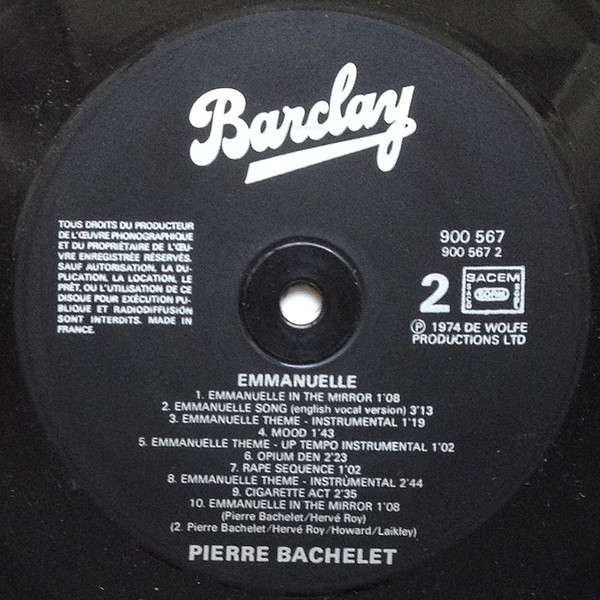 Barclay
TOUS DROITS DU PRODUCTEUR
DE L'ŒUVRE PHONOGRAPHIQUE
ET DU PROPRIÉTAIRE DE L'ŒU-
VRE ENREGISTRÉE RÉSERVÉS.
SAUF AUTORISATION, LA DU-
PLICATION, LA LOCATION, LE
PRÊT, OU L'UTILISATION DE CE
DISQUE POUR EXÉCUTION PU-
BLIQUE ET RADIODIFFUSION
SONT INTERDITS. MADE IN
FRANCE.
900 567
900 567 2
2
SACEM
SACD
SDRM
SGDL
Ⓟ 1974 DE WOLFE
PRODUCTIONS LTD
EMMANUELLE
1. EMMANUELLE IN THE MIRROR 1'08
2. EMMANUELLE SONG (english vocal version) 3'13
3. EMMANUELLE THEME - INSTRUMENTAL 1'19
4. MOOD 1'43
5. EMMANUELLE THEME - UP TEMPO INSTRUMENTAL 1'02
6. OPIUM DEN 2'23
7. RAPE SEQUENCE 1'02
8. EMMANUELLE THEME - INSTRUMENTAL 2'44
9. CIGARETTE ACT 2'35
10. EMMANUELLE IN THE MIRROR 1'08
(Pierre Bachelet/Hervé Roy)
(2. Pierre Bachelet/Hervé Roy/Howard/Laikley)
PIERRE BACHELET